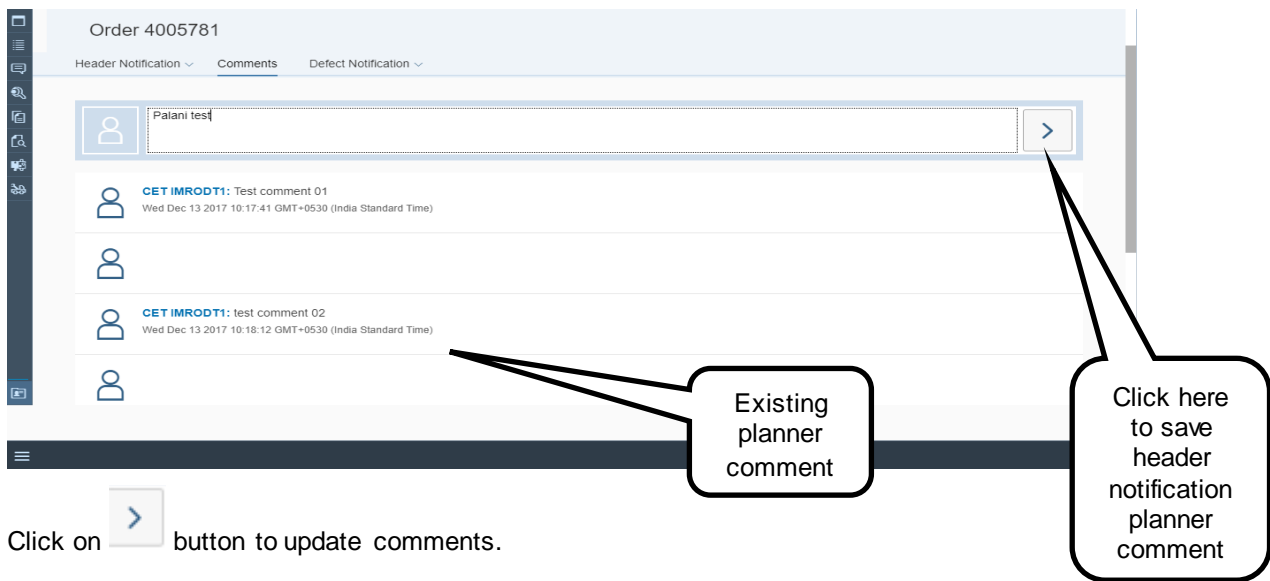 Order 4005781
Header Notification Comments Defect Notification
Palani test
CET IMRODT1: Test comment 01
Wed Dec 13 2017 10:17:41 GMT+0530 (India Standard Time)
CET IMRODT1: test comment 02
Wed Dec 13 2017 10:18:12 GMT+0530 (India Standard Time)
Existing
planner
comment
Click here
to save
header
notification
planner
comment
Click on button to update comments.